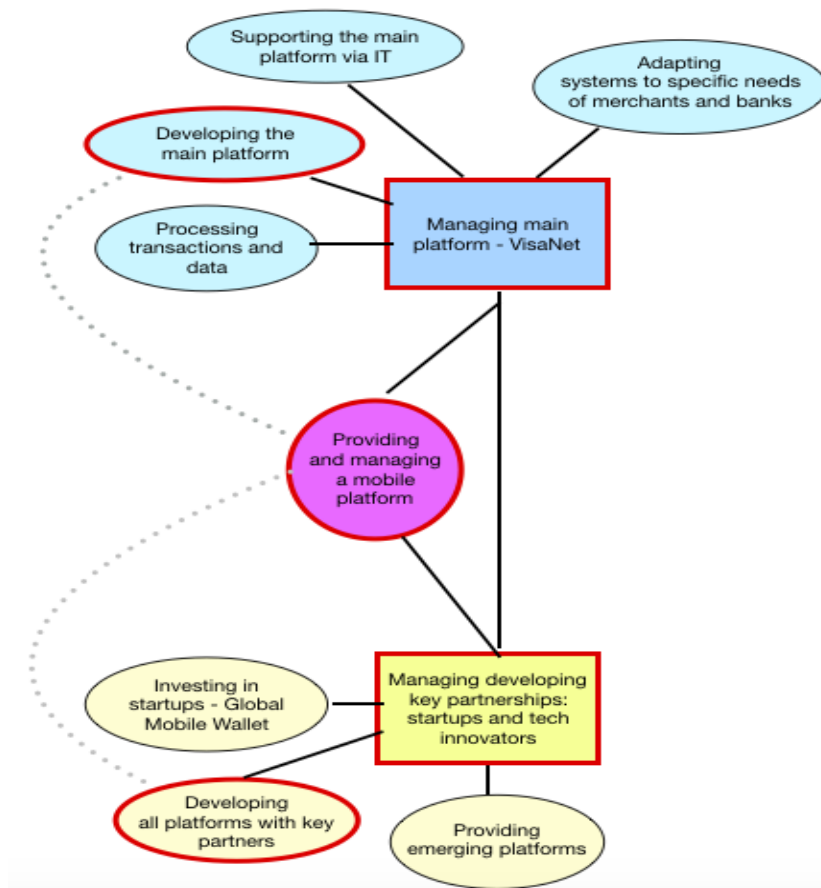 Supporting the main
platform via IT
Adapting
systems to specific needs
of merchants and banks
Developing the
main platform
Processing
transactions and
data
Managing main
platform - VisaNet
Providing
and managing
a mobile
platform
Investing in
startups - Global
Mobile Wallet
Managing developing
key partnerships:
startups and tech
innovators
Developing
all platforms with key
partners
Providing
emerging platforms